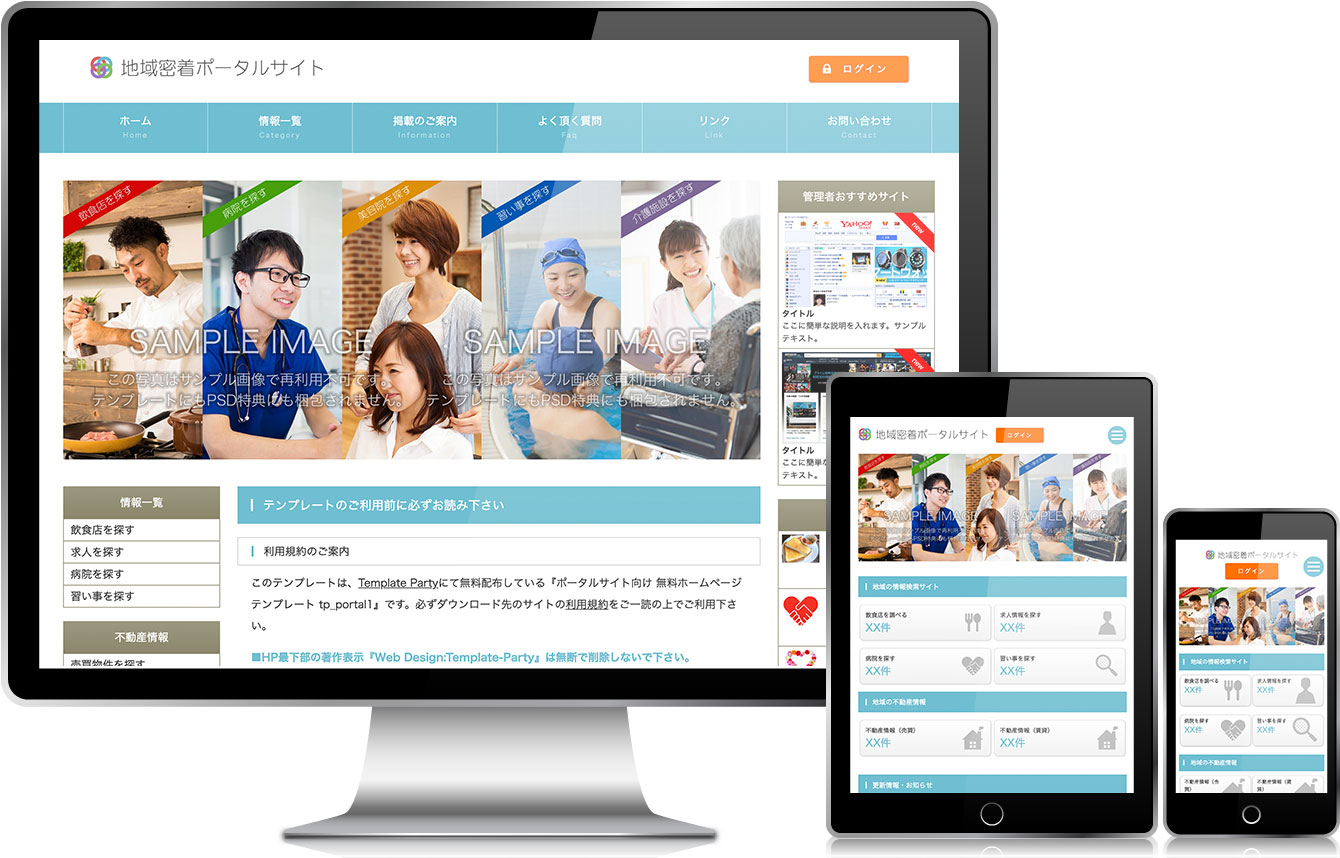 地域密着ポータルサイト
ログイン
ホーム
Home
情報一覧
Category
掲載のご案内
Information
よく頂く質問
Faq
リンク
Link
お問い合わせ
Contact
飲食店を探す
病院を探す
美容院を探す
習い事を探す
介護施設を探す
SAMPLE IMAGE
この写真はサンプル画像で再利用不可です。
テンプレートにもPSD特典にも梱包されません。
SAMPLE IMAGE
この写真はサンプル画像で再利用不可です。
テンプレートにもPSD特典にも梱包されません。
管理者おすすめサイト
new
YAHOO!
タイトル
ここに簡単な説明を入れます。サンプル
テキスト。
new
タイトル
ここに簡単な説明を入
テキスト。
情報一覧
飲食店を探す
求人を探す
病院を探す
習い事を探す
不動産情報
売買物件を探す
テンプレートのご利用前に必ずお読み下さい
利用規約のご案内
このテンプレートは、Template Partyにて無料配布している『ポータルサイト向け 無料ホームページ
テンプレート tp_portal1』です。必ずダウンロード先のサイトの利用規約をご一読の上でご利用下さ
い。
■HP最下部の著作表示『Web Design:Template-Party』は無断で削除しないで下さい。
地域密着ポータルサイト
ログイン
SAMPLE IMAGE
SAMPLE IMAGE
地域の情報検索サイト
飲食店を調べる
XX件
求人情報を探す
XX件
病院を探す
XX件
習い事を探す
XX件
地域の不動産情報
不動産情報（売買）
XX件
不動産情報（賃貸）
XX件
更新情報・お知らせ
地域密着ポータルサイト
ログイン
地域の情報検索サイト
飲食店を調べる
XX件
求人情報を探す
XX件
病院を探す
XX件
習い事を探す
XX件
地域の不動産情報
不動産情報（売
買）
不動産情報（賃
貸）